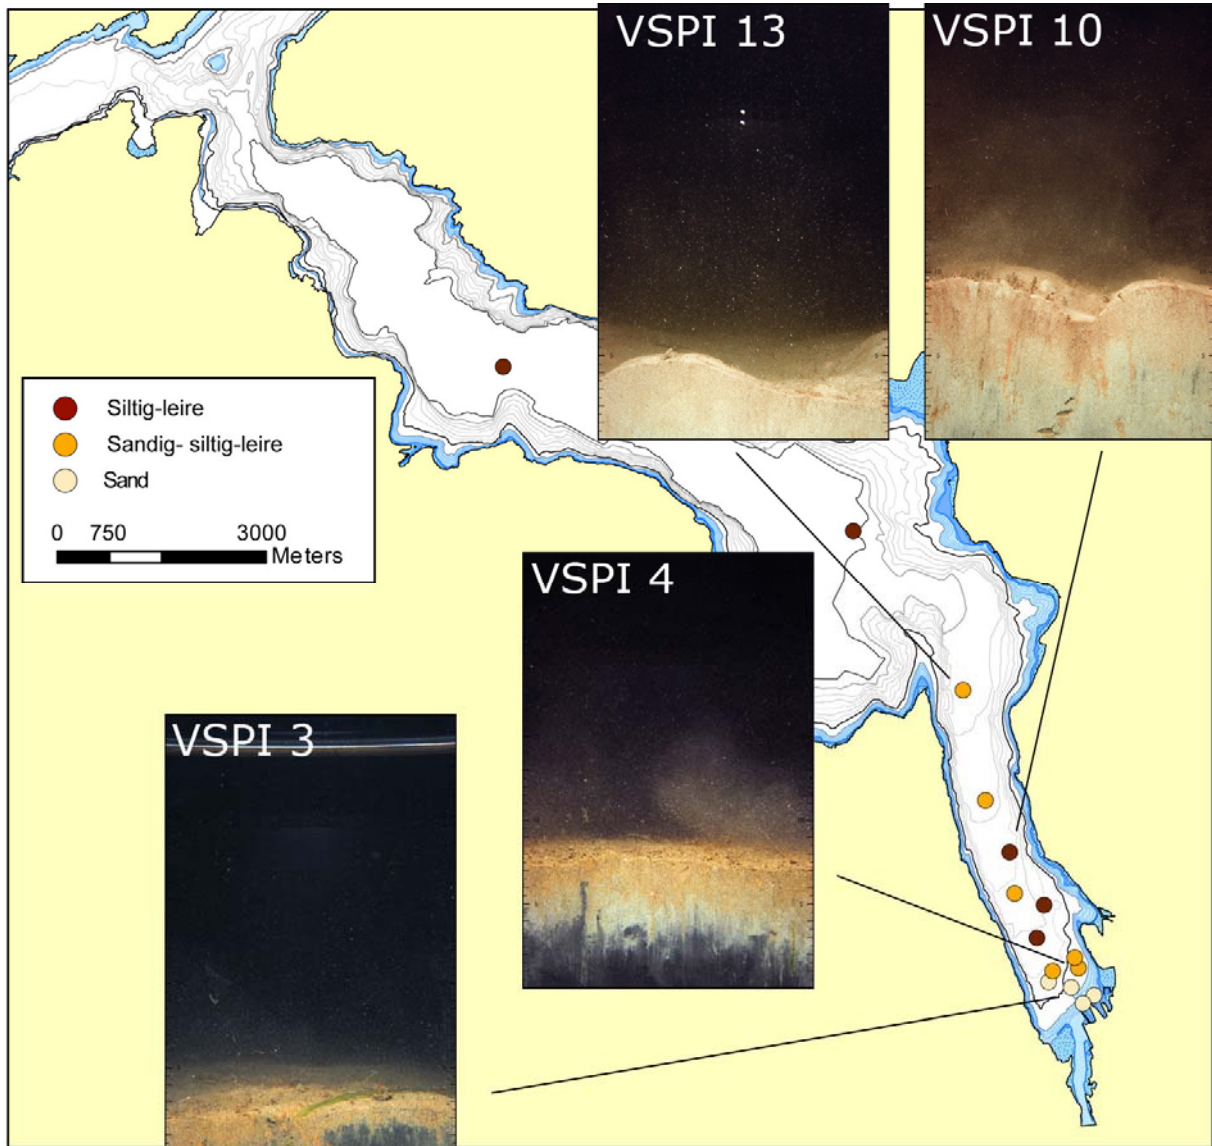 VSPI 13
VSPI 10
Siltig-leire
Sandig- siltig-leire
Sand
0 750 3000
Meters
VSPI 4
VSPI 3